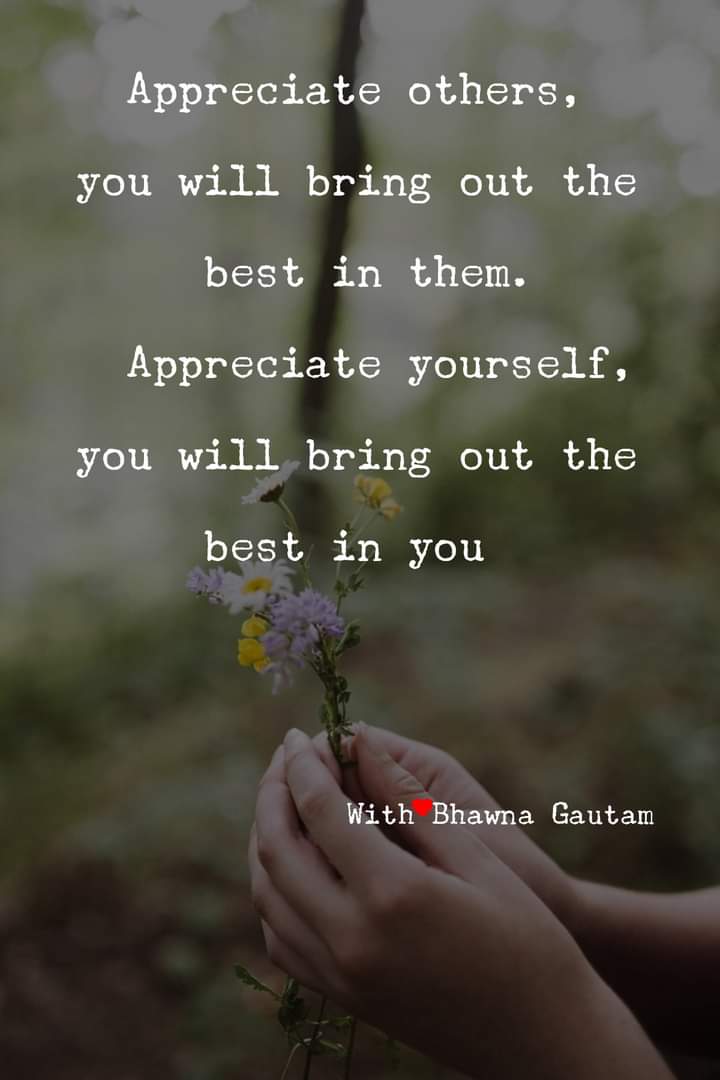 Appreciate others,
you will bring out the
best in them.
Appreciate yourself,
you will bring out the
best in you
With❤Bhawna Gautam